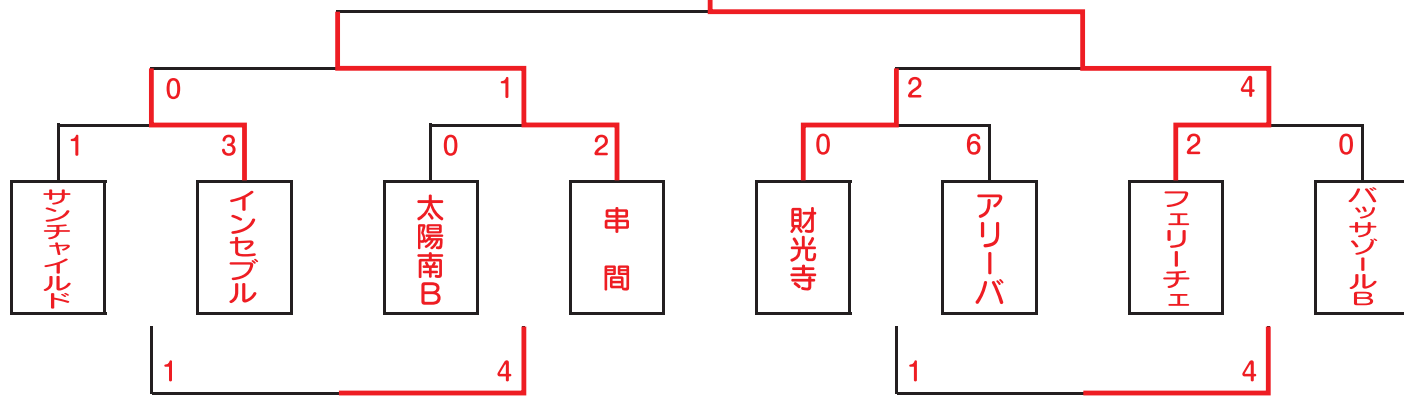 0 1 2 4
1 3 0 2 0 6 2 0
サンチャイルド
インセブル
太陽南B
串間
財光寺
アリーバ
フェリーチェ
バッサゾールB
1 4 1 4